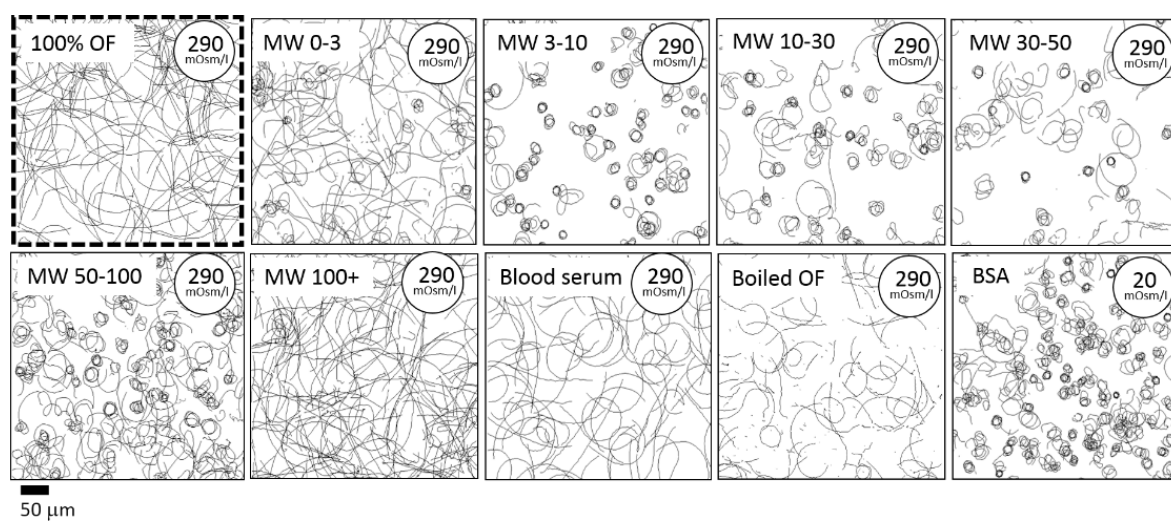 100% OF
290
mOsm/l
MW 0-3
290
mOsm/l
MW 3-10
290
mOsm/l
MW 10-30
290
mOsm/l
MW 30-50
290
mOsm/l
MW 50-100
290
mOsm/l
MW 100+
290
mOsm/l
Blood serum
290
mOsm/l
Boiled OF
290
mOsm/l
BSA
20
mOsm/l
50 μm